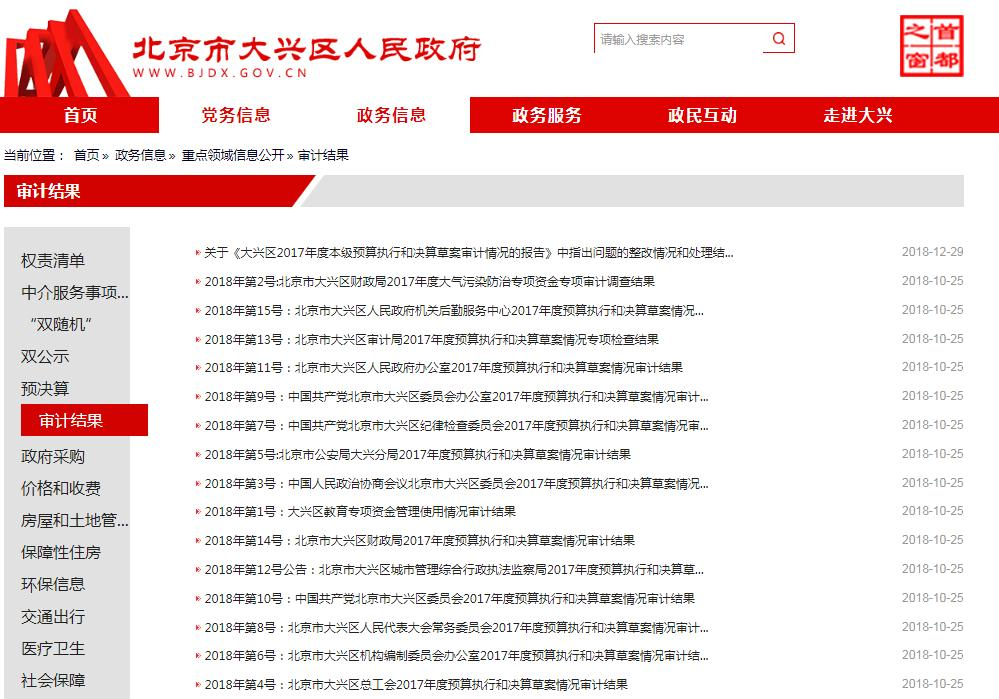 北京市大兴区人民政府
WWW.BJDX.GOV.CN
请输入搜索内容
首都之窗
首页 党务信息 政务信息 政务服务 政民互动 走进大兴
当前位置： 首页» 政务信息» 重点领域信息公开» 审计结果
审计结果
权责清单
中介服务事项...
“双随机”
双公示
预决算
审计结果
政府采购
价格和收费
房屋和土地管...
保障性住房
环保信息
交通出行
医疗卫生
社会保障
关于《大兴区2017年度本级预算执行和决算草案审计情况的报告》中指出问题的整改情况和处理结... 2018-12-29
2018年第2号:北京市大兴区财政局2017年度大气污染防治专项资金专项审计调查结果 2018-10-25
2018年第15号：北京市大兴区人民政府机关后勤服务中心2017年度预算执行和决算草案情况... 2018-10-25
2018年第13号：北京市大兴区审计局2017年度预算执行和决算草案情况专项检查结果 2018-10-25
2018年第11号：北京市大兴区人民政府办公室2017年度预算执行和决算草案情况审计结果 2018-10-25
2018年第9号：中国共产党北京市大兴区委员会办公室2017年度预算执行和决算草案情况审计... 2018-10-25
2018年第7号：中国共产党北京市大兴区纪律检查委员会2017年度预算执行和决算草案情况审... 2018-10-25
2018年第5号:北京市公安局大兴分局2017年度预算执行和决算草案情况审计结果 2018-10-25
2018年第3号：中国人民政治协商会议北京市大兴区委员会2017年度预算执行和决算草案情况... 2018-10-25
2018年第1号：大兴区教育专项资金管理使用情况审计结果 2018-10-25
2018年第14号：北京市大兴区财政局2017年度预算执行和决算草案情况审计结果 2018-10-25
2018年第12号公告：北京市大兴区城市管理综合行政执法监察局2017年度预算执行和决算草... 2018-10-25
2018年第10号：中国共产党北京市大兴区委员会2017年度预算执行和决算草案情况审计结果 2018-10-25
2018年第8号：北京市大兴区人民代表大会常务委员会2017年度预算执行和决算草案情况审计... 2018-10-25
2018年第6号：北京市大兴区机构编制委员会办公室2017年度预算执行和决算草案情况审计结... 2018-10-25
2018年第4号：北京市大兴区总工会2017年度预算执行和决算草案情况审计结果 2018-10-25